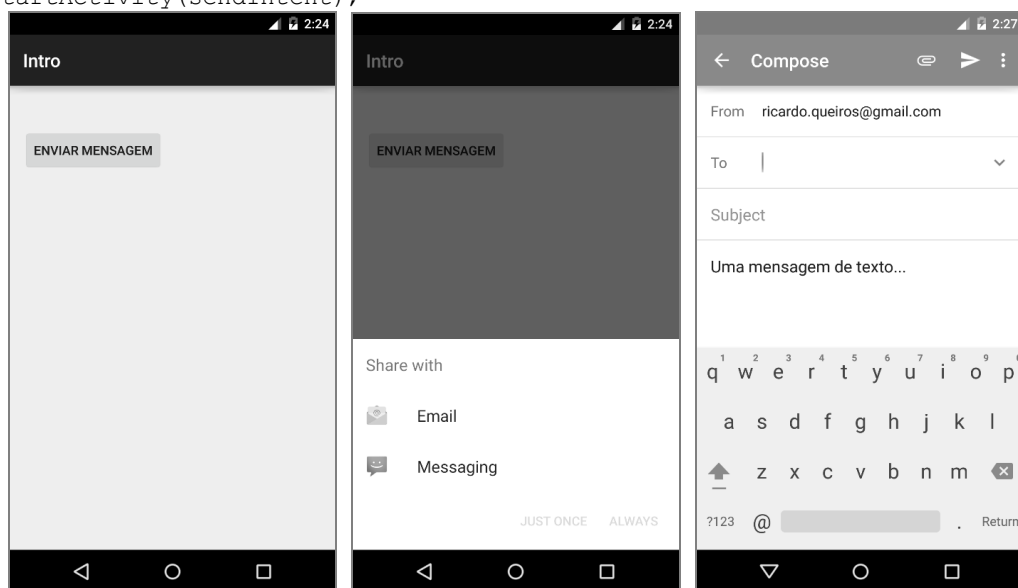 startActivity(sendIntent);
2:24
Intro
ENVIAR MENSAGEM
2:24
Intro
ENVIAR MENSAGEM
Share with
Email
Messaging
JUST ONCE ALWAYS
2:27
Compose
From ricardo.queiros@gmail.com
To
Subject
Uma mensagem de texto...
1 2 3 4 5 6 7 8 9
q w e r t y u i o p
a s d f g h j k l
z x c v b n m
?123 @ . Return